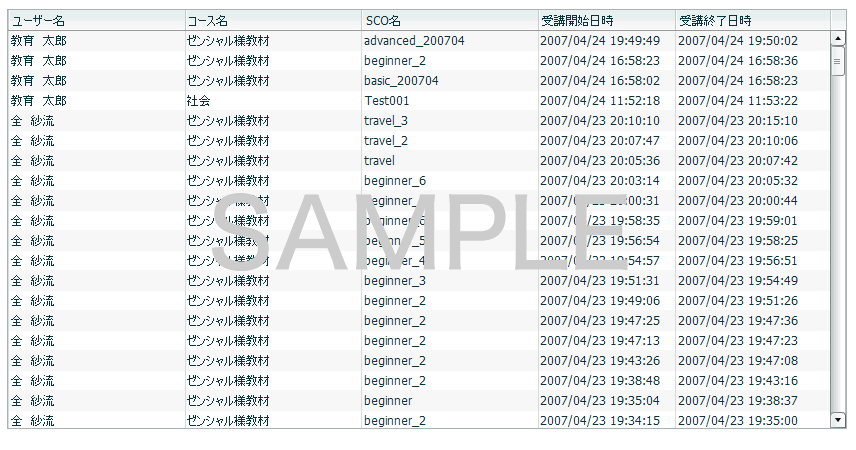 ユーザー名 コース名 SCO名 受講開始日時 受講終了日時
教育 太郎 ゼンシャル様教材 advanced_200704 2007/04/24 19:49:49 2007/04/24 19:50:02
教育 太郎 ゼンシャル様教材 beginner_2 2007/04/24 16:58:23 2007/04/24 16:58:36
教育 太郎 ゼンシャル様教材 basic_200704 2007/04/24 16:58:02 2007/04/24 16:58:23
教育 太郎 社会 Test001 2007/04/24 11:52:18 2007/04/24 11:53:22
全 紗流 ゼンシャル様教材 travel_3 2007/04/23 20:10:10 2007/04/23 20:15:10
全 紗流 ゼンシャル様教材 travel_2 2007/04/23 20:07:47 2007/04/23 20:10:06
全 紗流 ゼンシャル様教材 travel 2007/04/23 20:05:36 2007/04/23 20:07:42
全 紗流 ゼンシャル様教材 beginner_6 2007/04/23 20:03:14 2007/04/23 20:05:32
全 紗流 ゼンシャル様教材 2007/04/23 20:00:31 2007/04/23 20:00:44
全 紗流 ゼンシャル様教材 beginner_6 2007/04/23 19:58:35 2007/04/23 19:59:01
SAMPLE
全 紗流 ゼンシャル様教材 beginner_5 2007/04/23 19:56:54 2007/04/23 19:58:25
全 紗流 ゼンシャル様教材 beginner_4 2007/04/23 19:54:57 2007/04/23 19:56:51
全 紗流 ゼンシャル様教材 beginner_3 2007/04/23 19:51:31 2007/04/23 19:54:49
全 紗流 ゼンシャル様教材 beginner_2 2007/04/23 19:49:06 2007/04/23 19:51:26
全 紗流 ゼンシャル様教材 beginner_2 2007/04/23 19:47:25 2007/04/23 19:47:36
全 紗流 ゼンシャル様教材 beginner_2 2007/04/23 19:47:13 2007/04/23 19:47:23
全 紗流 ゼンシャル様教材 beginner_2 2007/04/23 19:43:26 2007/04/23 19:47:08
全 紗流 ゼンシャル様教材 beginner_2 2007/04/23 19:38:48 2007/04/23 19:43:16
全 紗流 ゼンシャル様教材 beginner 2007/04/23 19:35:04 2007/04/23 19:38:37
全 紗流 ゼンシャル様教材 beginner_2 2007/04/23 19:34:15 2007/04/23 19:35:00